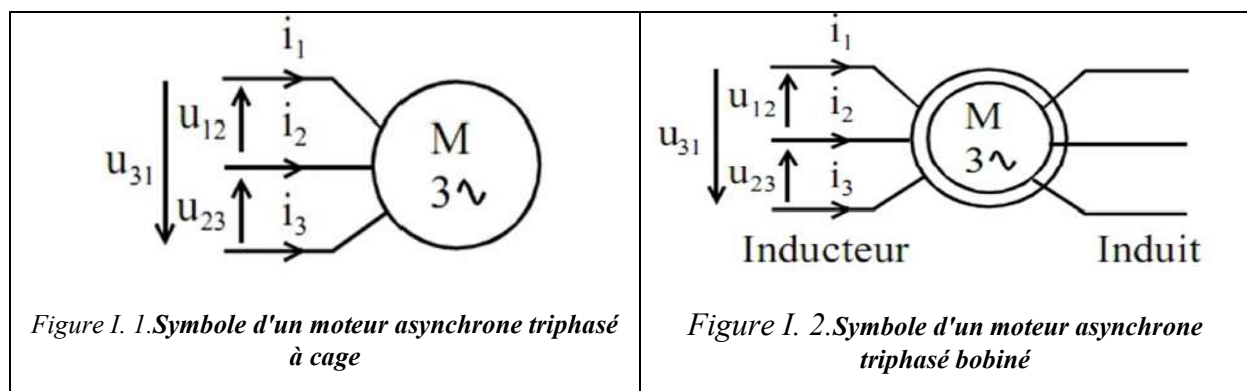 i₁
u₁₂
i₂
u₃₁
u₂₃
i₃
M
3∿
Figure I. 1.Symbole d'un moteur asynchrone triphasé
à cage
i₁
u₁₂
i₂
u₃₁
u₂₃
i₃
M
3∿
Inducteur
Induit
Figure I. 2.Symbole d'un moteur asynchrone
triphasé bobiné